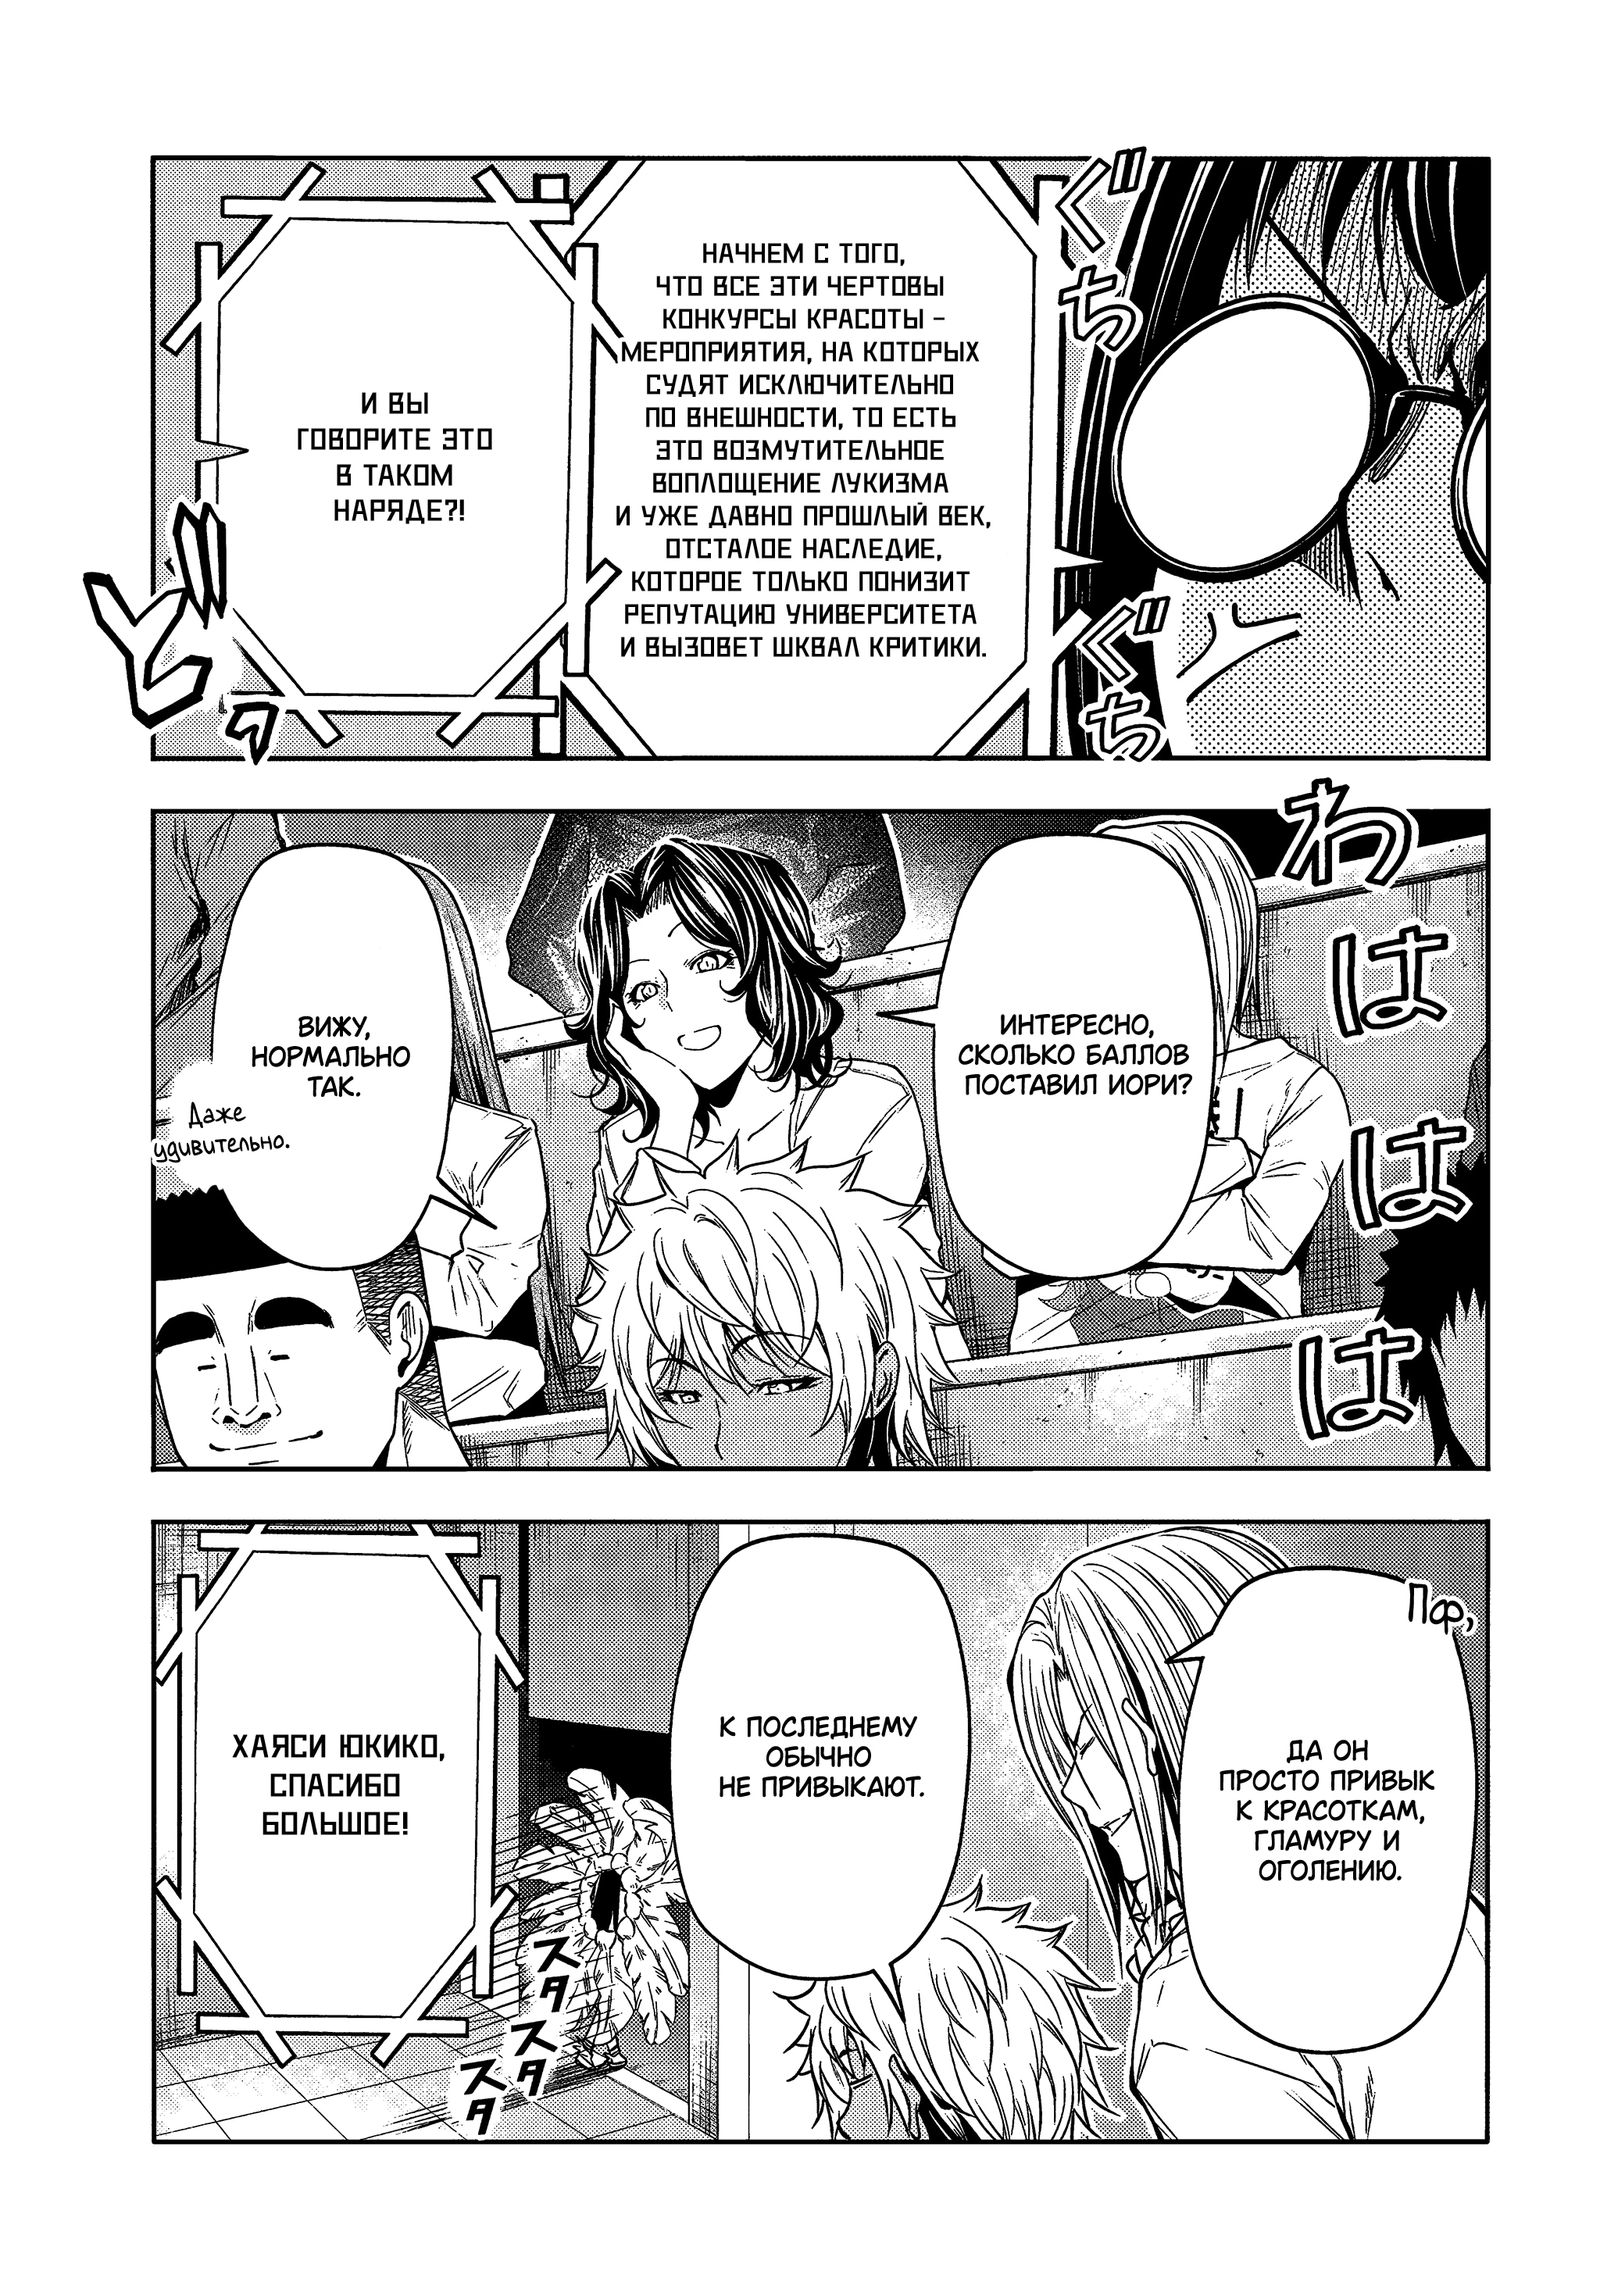 グ゛
ち
グ゛
ち
НАЧНЕМ С ТОГО,
ЧТО ВСЕ ЭТИ ЧЕРТОВЫ
КОНКУРСЫ КРАСОТЫ –
МЕРОПРИЯТИЯ, НА КОТОРЫХ
СУДЯТ ИСКЛЮЧИТЕЛЬНО
ПО ВНЕШНОСТИ, ТО ЕСТЬ
ЭТО ВОЗМУТИТЕЛЬНОЕ
ВОПЛОЩЕНИЕ ЛУКИЗМА
И УЖЕ ДАВНО ПРОШЛЫЙ ВЕК,
ОТСТАЛОЕ НАСЛЕДИЕ,
КОТОРОЕ ТОЛЬКО ПОНИЗИТ
РЕПУТАЦИЮ УНИВЕРСИТЕТА
И ВЫЗОВЕТ ШКВАЛ КРИТИКИ.
И ВЫ
ГОВОРИТЕ ЭТО
В ТАКОМ
НАРЯДЕ?!
どっ
わ
は
は
は
ИНТЕРЕСНО,
СКОЛЬКО БАЛЛОВ
ПОСТАВИЛ ИОРИ?
ВИЖУ,
НОРМАЛЬНО
ТАК.
Даже
удивительно.
Пф,
ДА ОН
ПРОСТО ПРИВЫК
К КРАСОТКАМ,
ГЛАМУРУ И
ОГОЛЕНИЮ.
К ПОСЛЕДНЕМУ
ОБЫЧНО
НЕ ПРИВЫКАЮТ.
スタ
スタ
スタ
ХАЯСИ ЮКИКО,
СПАСИБО
БОЛЬШОЕ!